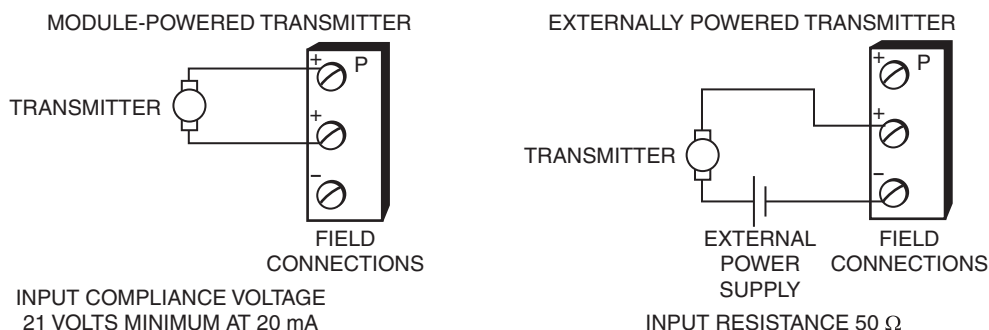 MODULE-POWERED TRANSMITTER
+ P
TRANSMITTER
+
−
FIELD
CONNECTIONS
INPUT COMPLIANCE VOLTAGE
21 VOLTS MINIMUM AT 20 mA
EXTERNALLY POWERED TRANSMITTER
+ P
+
TRANSMITTER
−
EXTERNAL
POWER
SUPPLY
FIELD
CONNECTIONS
INPUT RESISTANCE 50 Ω